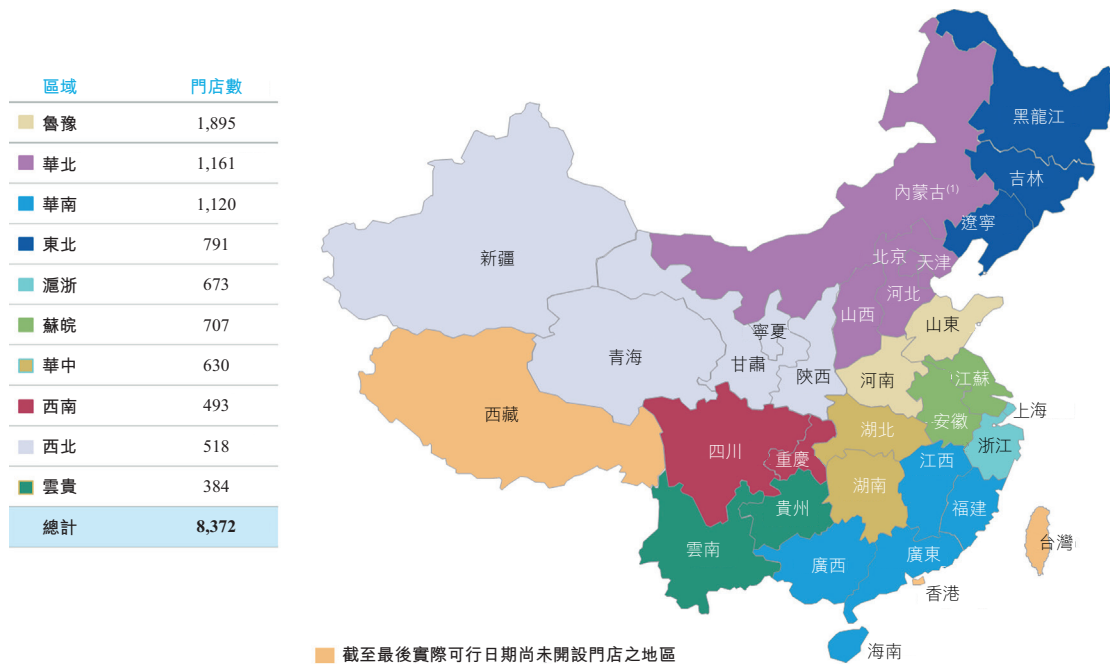 區域 門店數
魯豫 1,895
華北 1,161
華南 1,120
東北 791
滬浙 673
蘇皖 707
華中 630
西南 493
西北 518
雲貴 384
總計 8,372
黑龍江
吉林
內蒙古(1)
遼寧
新疆
北京
天津
河北
山西
山東
寧夏
青海
甘肅
陝西
河南
江蘇
西藏
上海
安徽
湖北
浙江
四川
重慶
江西
湖南
貴州
福建
雲南
台灣
廣東
廣西
香港
海南
截至最後實際可行日期尚未開設門店之地區